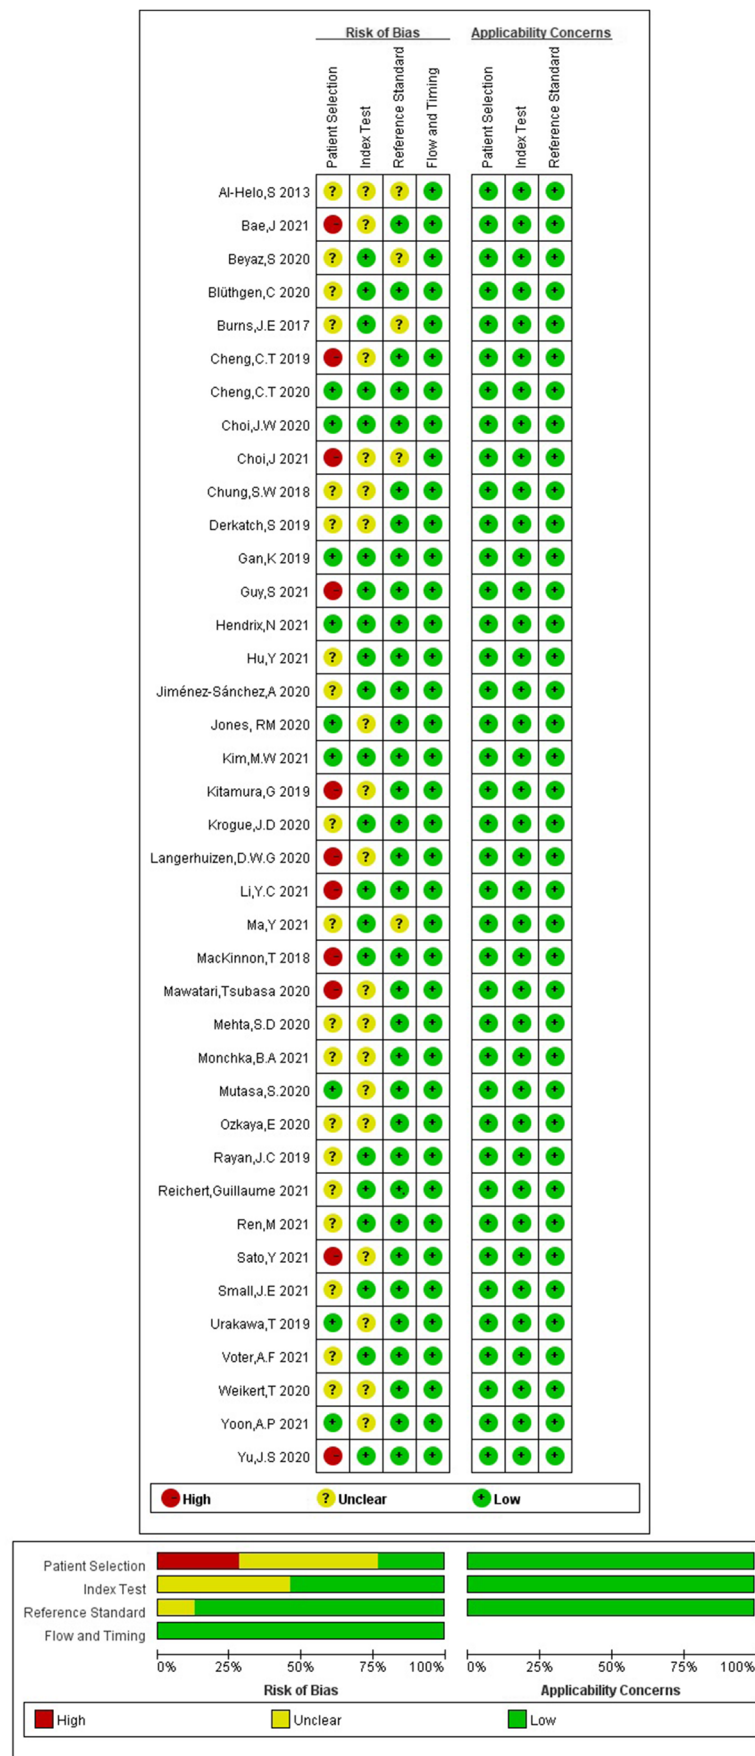 Risk of Bias Applicability Concerns
Patient Selection
Index Test
Reference Standard
Flow and Timing
Patient Selection
Index Test
Reference Standard
Al-Helo,S 2013 ? ? ? + + + +
Bae,J 2021 - ? + + + + +
Beyaz,S 2020 ? + ? + + + +
Blüthgen,C 2020 ? + + + + + +
Burns,J.E 2017 ? + ? + + + +
Cheng,C.T 2019 - ? + + + + +
Cheng,C.T 2020 + + + + + + +
Choi,J.W 2020 + + + + + + +
Choi,J 2021 - ? ? + + + +
Chung,S.W 2018 ? ? + + + + +
Derkatch,S 2019 ? ? + + + + +
Gan,K 2019 + + + + + + +
Guy,S 2021 - + + + + + +
Hendrix,N 2021 + + + + + + +
Hu,Y 2021 ? + + + + + +
Jiménez-Sánchez,A 2020 ? + + + + + +
Jones, RM 2020 + ? + + + + +
Kim,M.W 2021 + + + + + + +
Kitamura,G 2019 - ? + + + + +
Krogue,J.D 2020 ? + + + + + +
Langerhuizen,D.W.G 2020 - ? + + + + +
Li,Y.C 2021 - + + + + + +
Ma,Y 2021 ? + ? + + + +
MacKinnon,T 2018 - + + + + + +
Mawatari,Tsubasa 2020 - ? + + + + +
Mehta,S.D 2020 ? ? + + + + +
Monchka,B.A 2021 ? ? + + + + +
Mutasa,S.2020 + ? + + + + +
Ozkaya,E 2020 ? ? + + + + +
Rayan,J.C 2019 ? + + + + + +
Reichert,Guillaume 2021 ? + + + + + +
Ren,M 2021 ? + + + + + +
Sato,Y 2021 - ? + + + + +
Small,J.E 2021 ? + + + + + +
Urakawa,T 2019 + ? + + + + +
Voter,A.F 2021 ? + + + + + +
Weikert,T 2020 ? ? + + + + +
Yoon,A.P 2021 + ? + + + + +
Yu,J.S 2020 - + + + + + +
- High ? Unclear + Low
Patient Selection
Index Test
Reference Standard
Flow and Timing
0% 25% 50% 75% 100% 0% 25% 50% 75% 100%
Risk of Bias Applicability Concerns
High Unclear Low